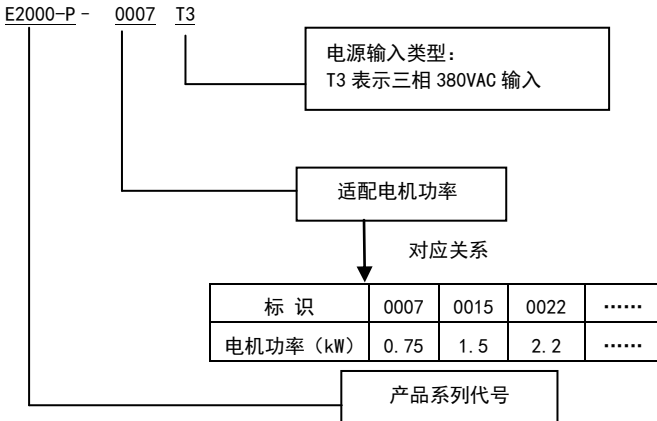 E2000-P- 0007 T3
电源输入类型：
T3 表示三相 380VAC 输入
适配电机功率
对应关系
标 识 0007 0015 0022 ……
电机功率（kW） 0.75 1.5 2.2 ……
产品系列代号